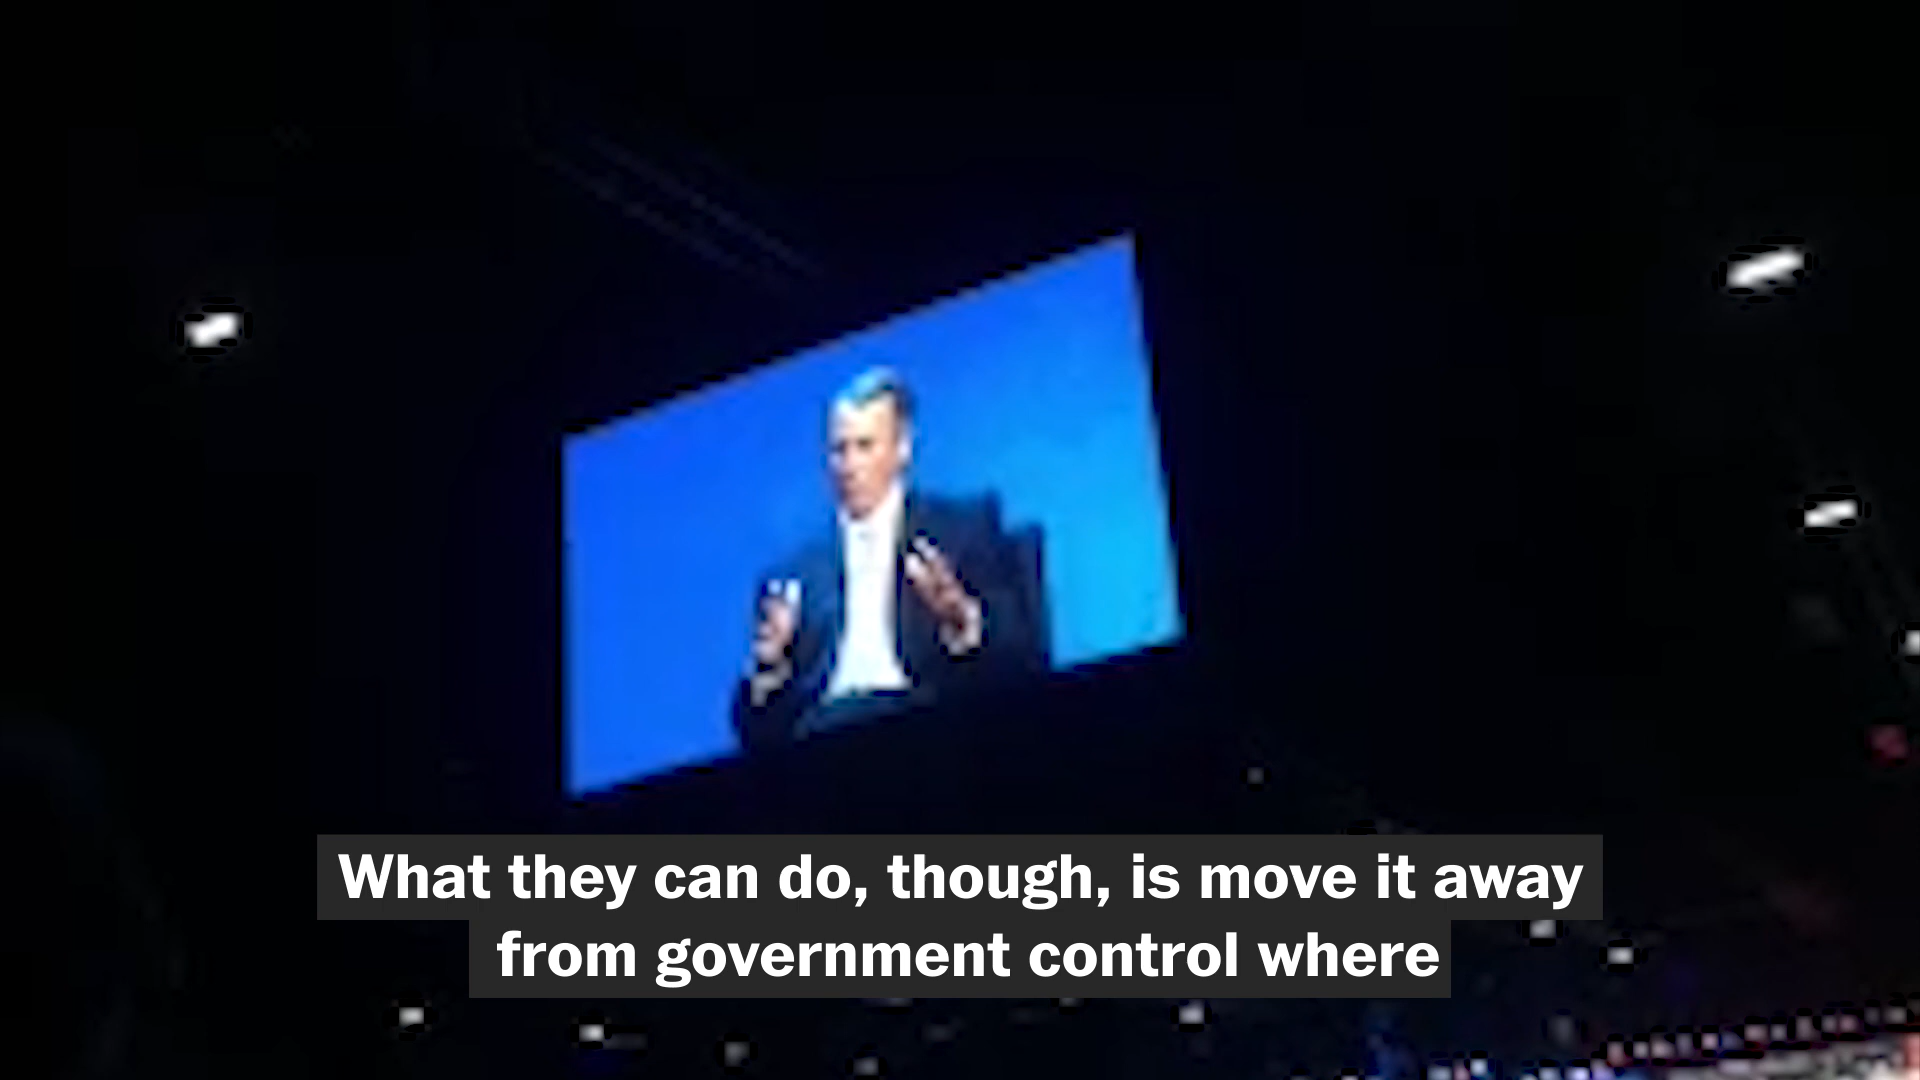 What they can do, though, is move it away
from government control where